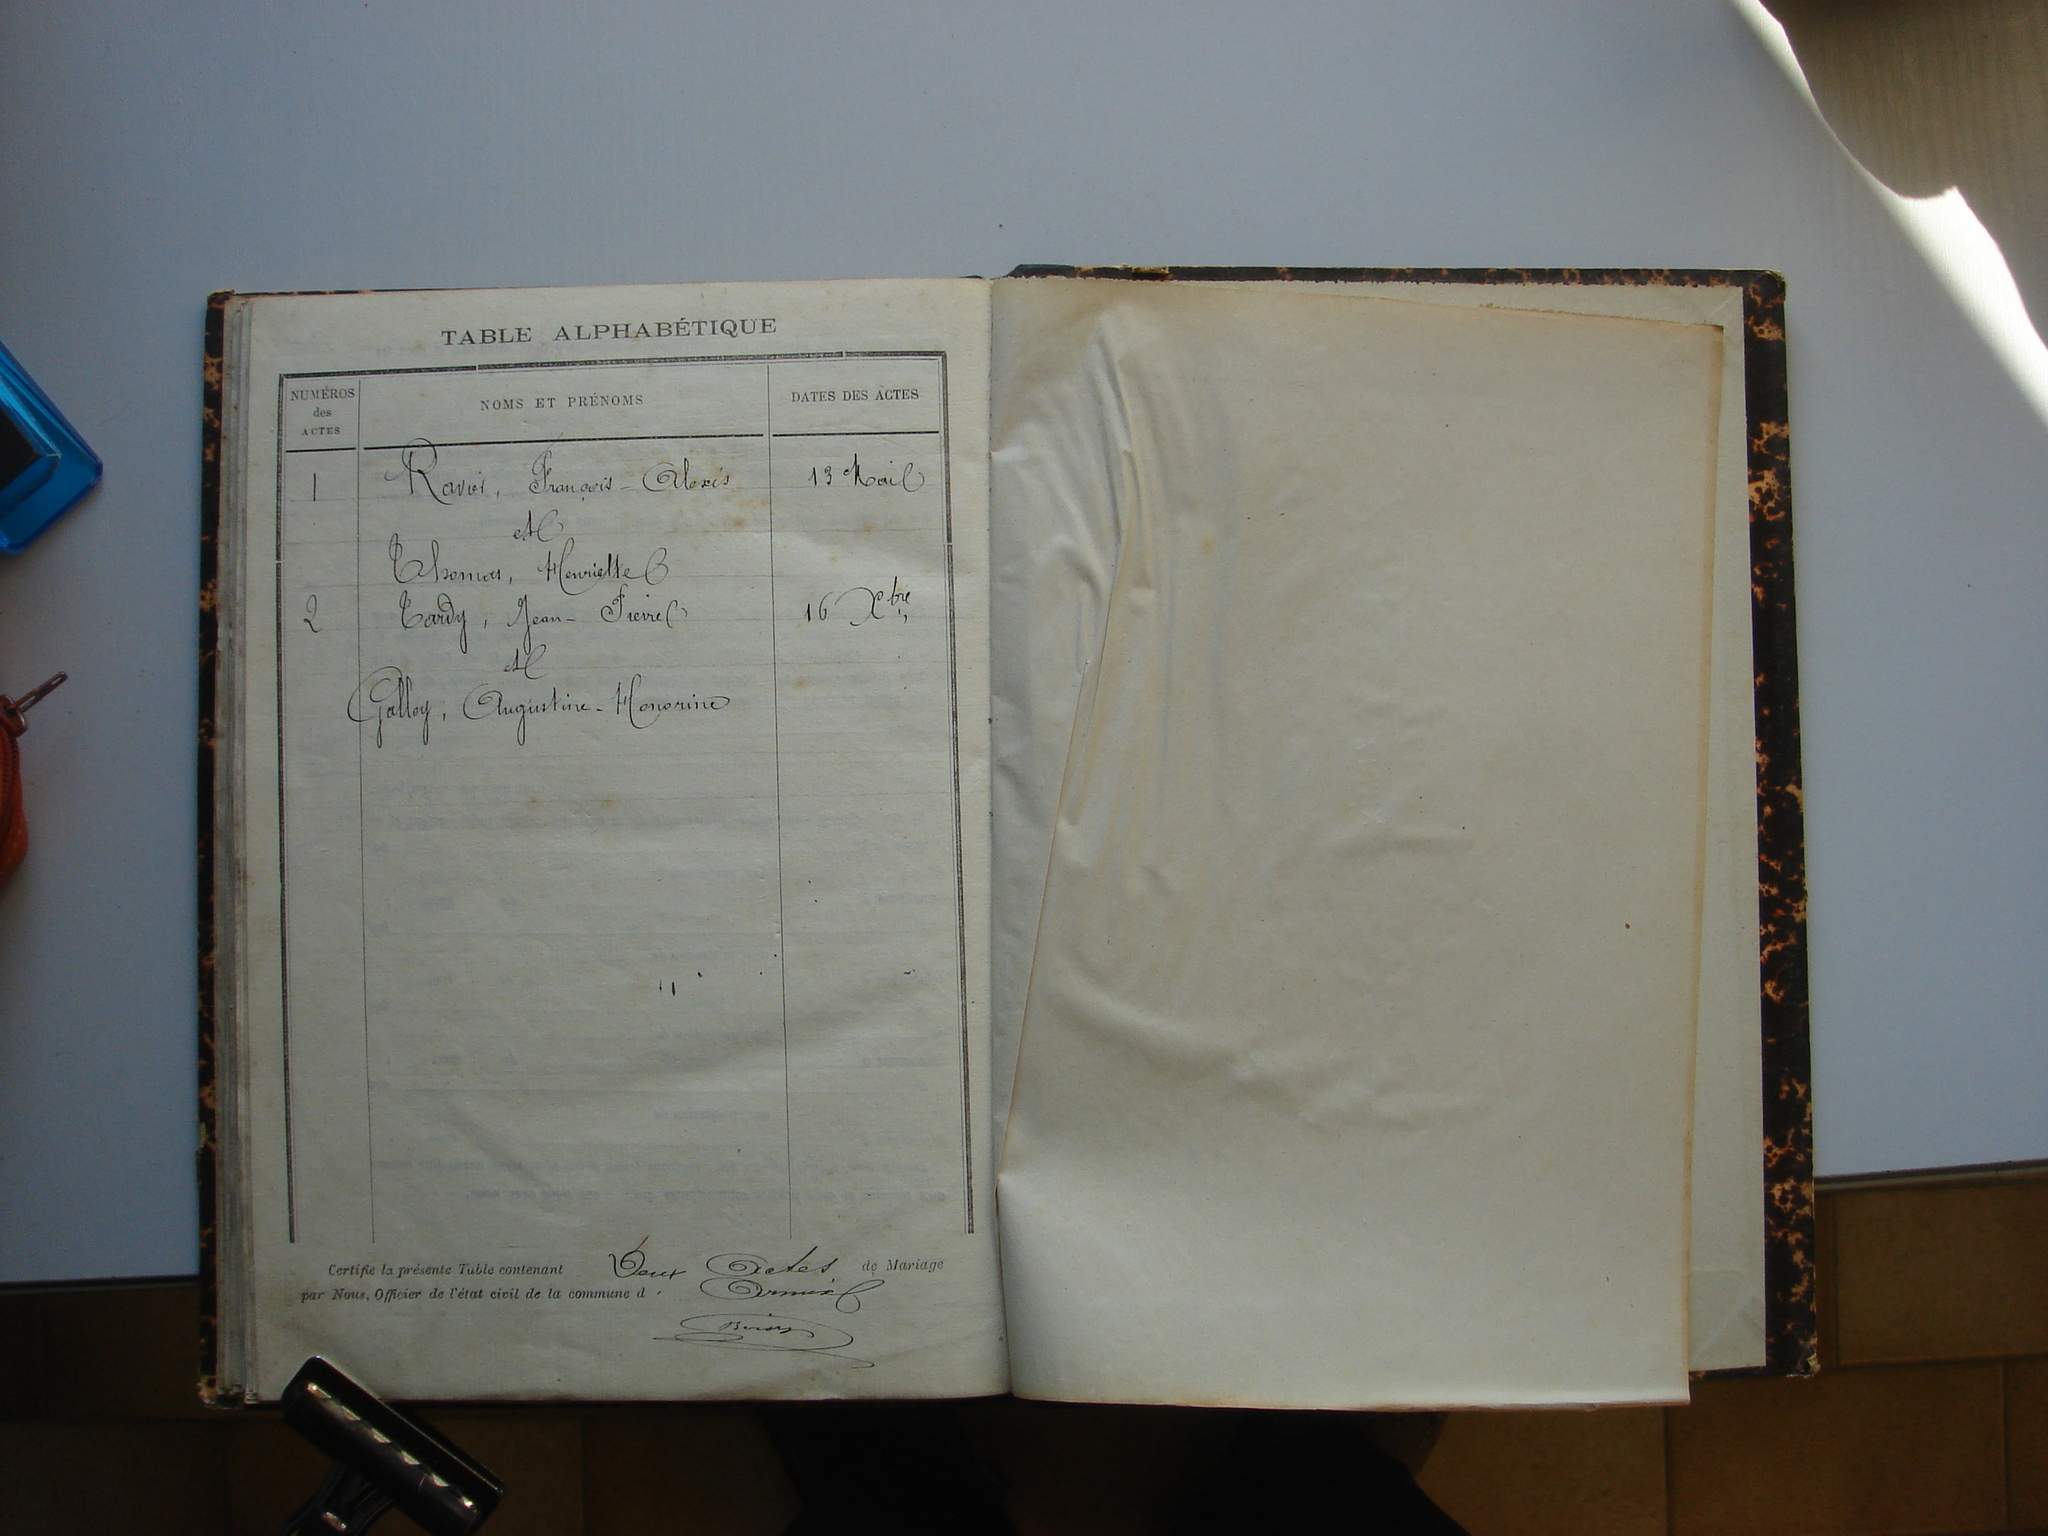 TABLE ALPHABÉTIQUE
NUMÉROS des ACTES
NOMS ET PRÉNOMS
DATES DES ACTES
1 Ravier, François-Alexis 13 Mai
et
Thomas, Henriette
2 Tardy, Jean-Pierre 16 Xbre
et
Galley, Augustine-Honorine
Certifie la présente Table contenant Deux Actes de Mariage
par Nous, Officier de l'état civil de la commune d